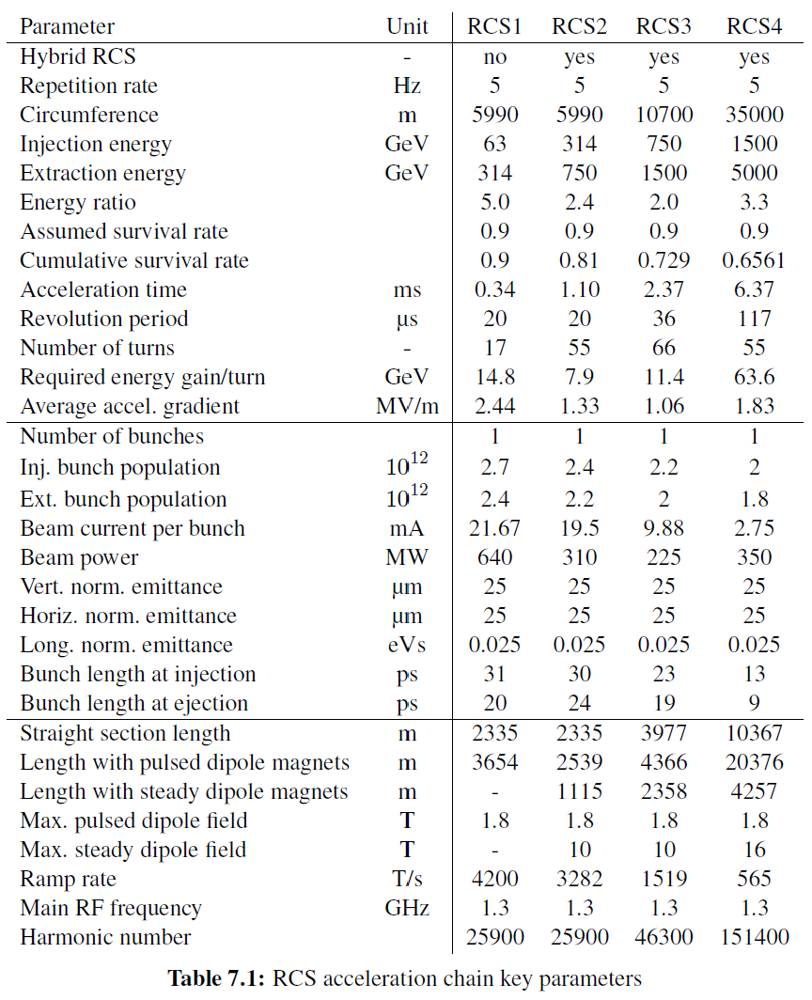 Parameter Unit RCS1 RCS2 RCS3 RCS4
Hybrid RCS - no yes yes yes
Repetition rate Hz 5 5 5 5
Circumference m 5990 5990 10700 35000
Injection energy GeV 63 314 750 1500
Extraction energy GeV 314 750 1500 5000
Energy ratio 5.0 2.4 2.0 3.3
Assumed survival rate 0.9 0.9 0.9 0.9
Cumulative survival rate 0.9 0.81 0.729 0.6561
Acceleration time ms 0.34 1.10 2.37 6.37
Revolution period μs 20 20 36 117
Number of turns - 17 55 66 55
Required energy gain/turn GeV 14.8 7.9 11.4 63.6
Average accel. gradient MV/m 2.44 1.33 1.06 1.83
Number of bunches 1 1 1 1
Inj. bunch population 10¹² 2.7 2.4 2.2 2
Ext. bunch population 10¹² 2.4 2.2 2 1.8
Beam current per bunch mA 21.67 19.5 9.88 2.75
Beam power MW 640 310 225 350
Vert. norm. emittance μm 25 25 25 25
Horiz. norm. emittance μm 25 25 25 25
Long. norm. emittance eVs 0.025 0.025 0.025 0.025
Bunch length at injection ps 31 30 23 13
Bunch length at ejection ps 20 24 19 9
Straight section length m 2335 2335 3977 10367
Length with pulsed dipole magnets m 3654 2539 4366 20376
Length with steady dipole magnets m - 1115 2358 4257
Max. pulsed dipole field T 1.8 1.8 1.8 1.8
Max. steady dipole field T - 10 10 16
Ramp rate T/s 4200 3282 1519 565
Main RF frequency GHz 1.3 1.3 1.3 1.3
Harmonic number 25900 25900 46300 151400
Table 7.1: RCS acceleration chain key parameters